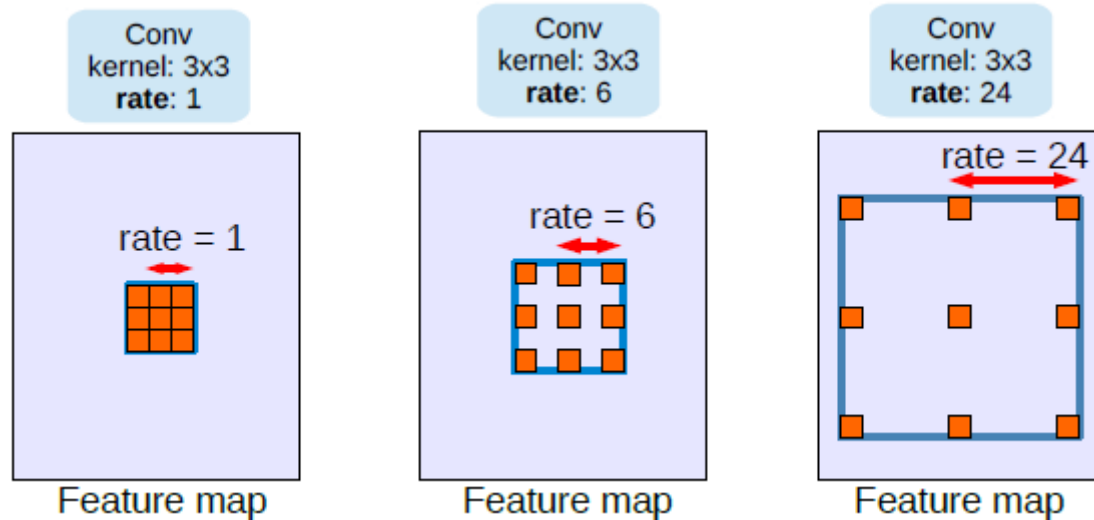 Conv
kernel: 3x3
rate: 1
Conv
kernel: 3x3
rate: 6
Conv
kernel: 3x3
rate: 24
rate = 1
rate = 6
rate = 24
Feature map
Feature map
Feature map